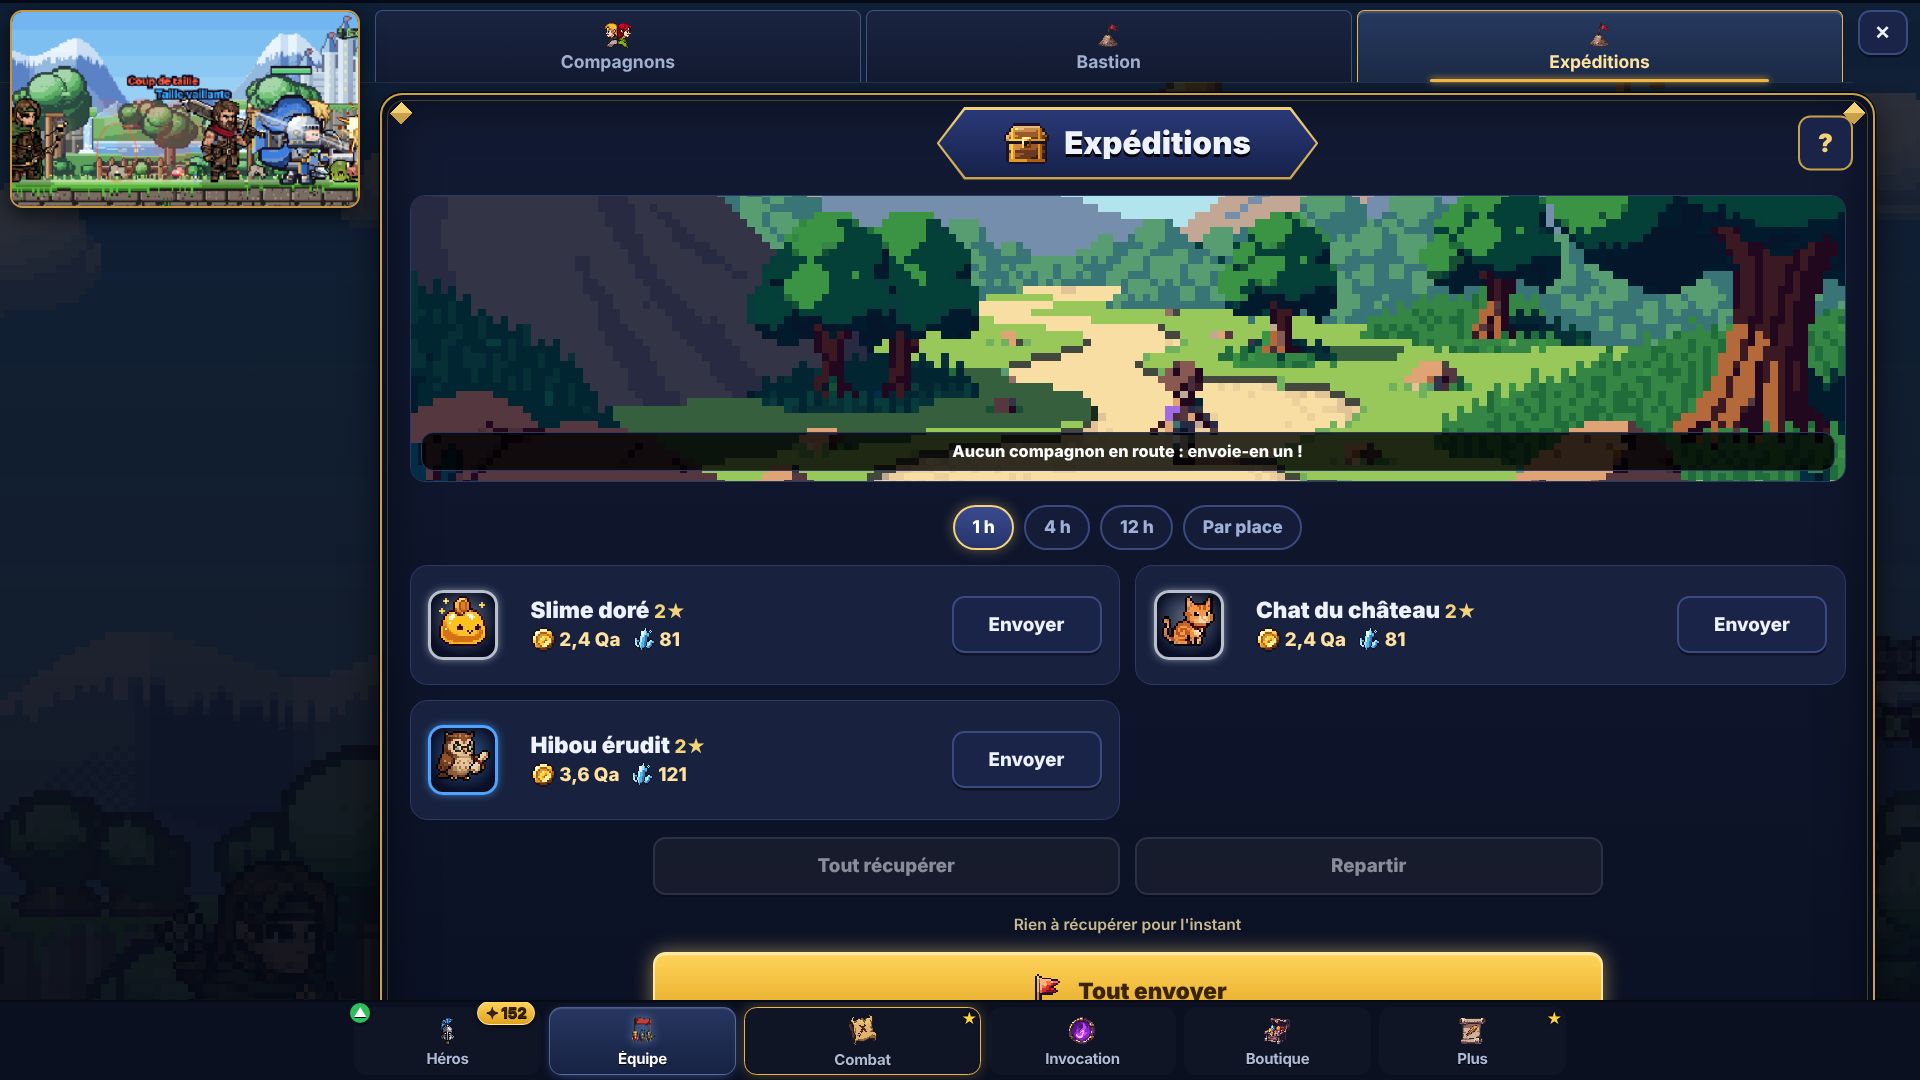 Coup de taille
Taille vaillante
Compagnons
Bastion
Expéditions
×
Expéditions
?
Aucun compagnon en route : envoie-en un !
1 h
4 h
12 h
Par place
Slime doré 2★
2,4 Qa 81
Envoyer
Chat du château 2★
2,4 Qa 81
Envoyer
Hibou érudit 2★
3,6 Qa 121
Envoyer
Tout récupérer
Repartir
Rien à récupérer pour l'instant
Tout envoyer
152
Héros
Équipe
Combat
Invocation
Boutique
Plus